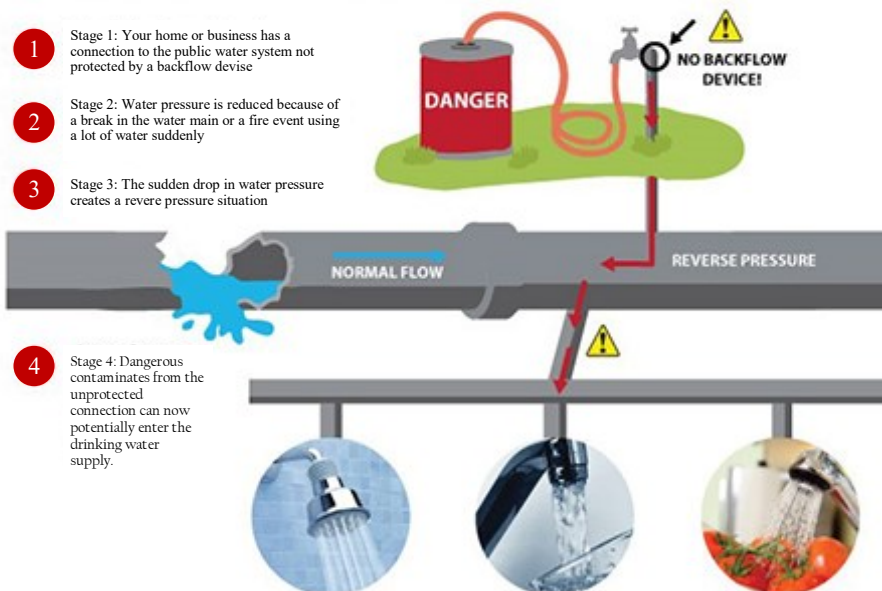 1
Stage 1: Your home or business has a
connection to the public water system not
protected by a backflow devise
2
Stage 2: Water pressure is reduced because of
a break in the water main or a fire event using
a lot of water suddenly
3
Stage 3: The sudden drop in water pressure
creates a revere pressure situation
DANGER
NO BACKFLOW
DEVICE!
NORMAL FLOW
REVERSE PRESSURE
4
Stage 4: Dangerous
contaminates from the
unprotected
connection can now
potentially enter the
drinking water
supply.